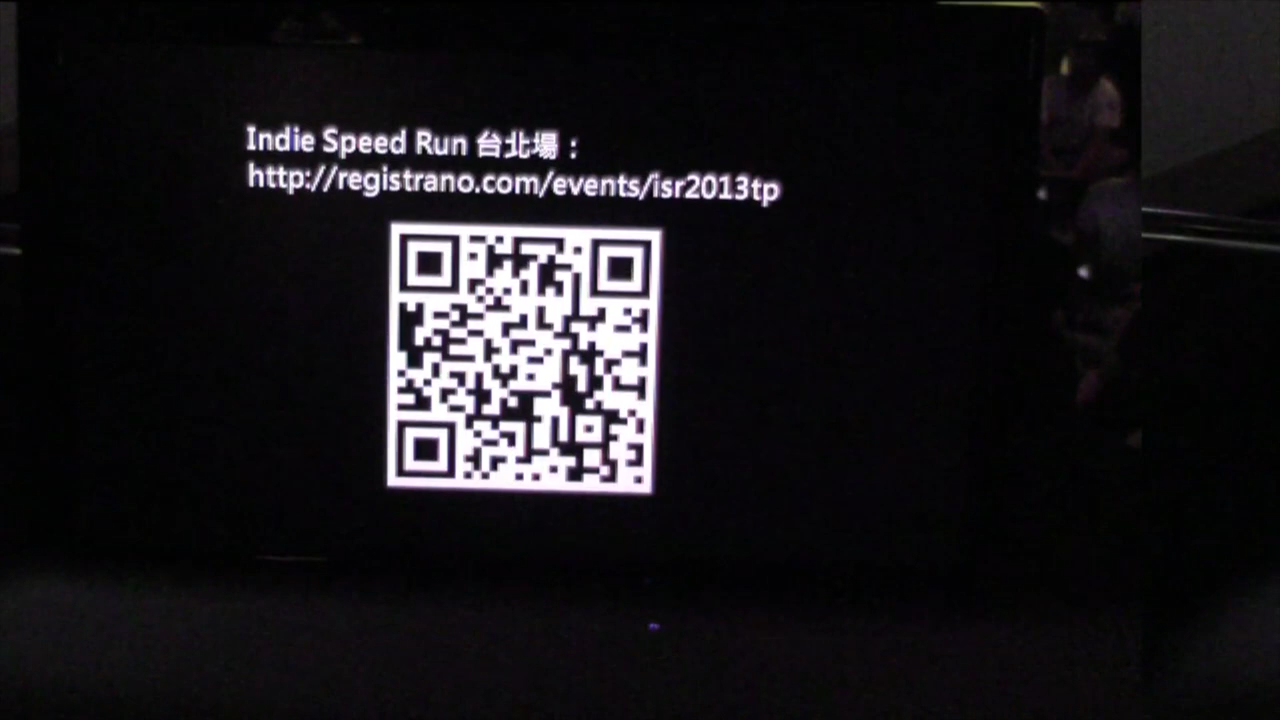 Indie Speed Run 台北場：
http://registrano.com/events/isr2013tp